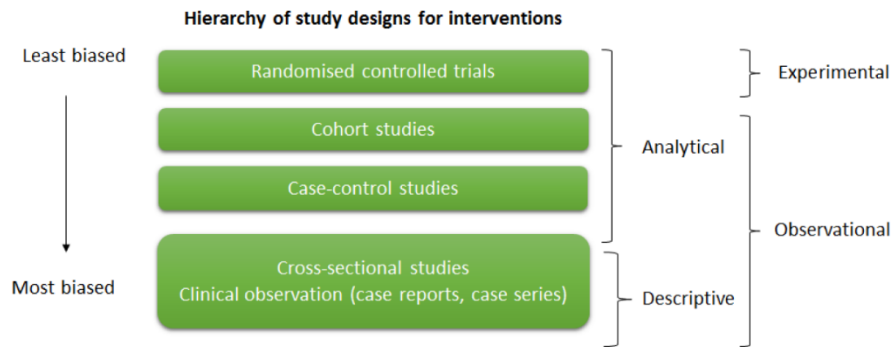 Hierarchy of study designs for interventions
Least biased
Randomised controlled trials
Experimental
Cohort studies
Analytical
Case-control studies
Observational
Cross-sectional studies
Most biased
Clinical observation (case reports, case series)
Descriptive